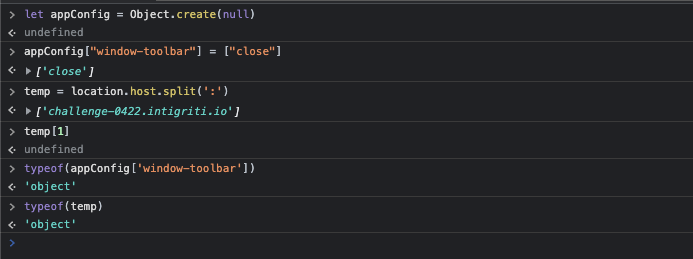 > let appConfig = Object.create(null)
<· undefined
> appConfig["window-toolbar"] = ["close"]
<· ▶ ['close']
> temp = location.host.split(':')
<· ▶ ['challenge-0422.intigriti.io']
> temp[1]
<· undefined
> typeof(appConfig['window-toolbar'])
<· 'object'
> typeof(temp)
<· 'object'
>